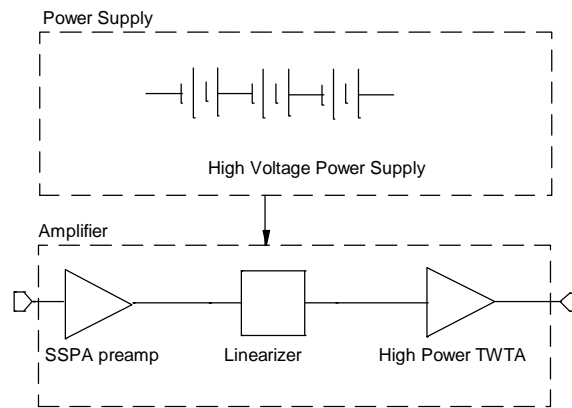 Power Supply
High Voltage Power Supply
Amplifier
SSPA preamp
Linearizer
High Power TWTA